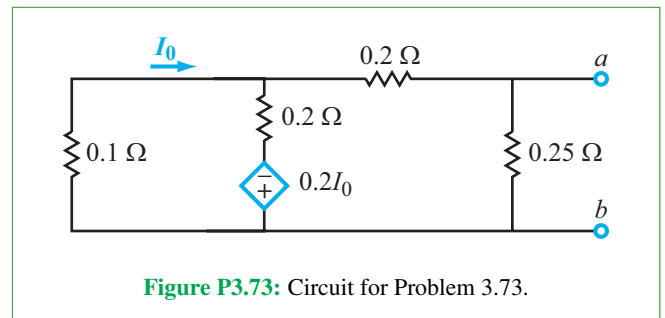 I₀
0.2 Ω
a
0.2 Ω
0.1 Ω
0.25 Ω
−
+
0.2I₀
b
Figure P3.73: Circuit for Problem 3.73.